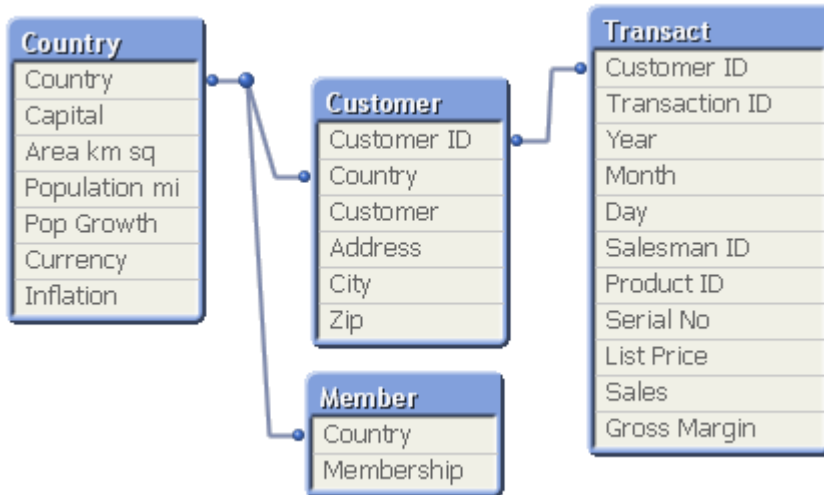 Country
Country
Capital
Area km sq
Population mi
Pop Growth
Currency
Inflation
Customer
Customer ID
Country
Customer
Address
City
Zip
Member
Country
Membership
Transact
Customer ID
Transaction ID
Year
Month
Day
Salesman ID
Product ID
Serial No
List Price
Sales
Gross Margin